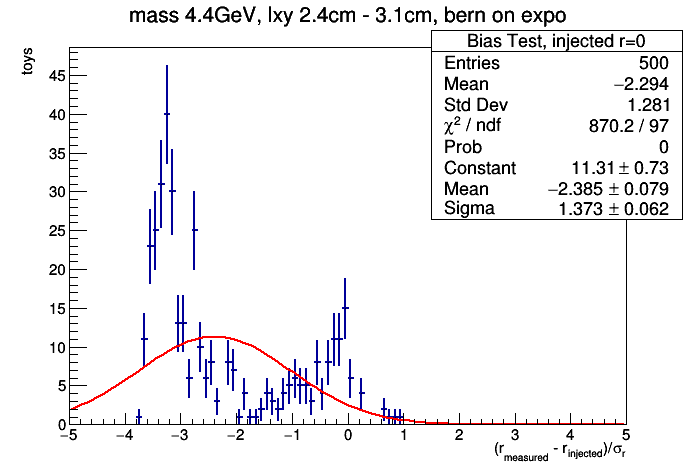 mass 4.4GeV, lxy 2.4cm - 3.1cm, bern on expo
toys
Bias Test, injected r=0
Entries 500
Mean −2.294
Std Dev 1.281
χ² / ndf 870.2 / 97
Prob 0
Constant 11.31 ± 0.73
Mean −2.385 ± 0.079
Sigma 1.373 ± 0.062
45
40
35
30
25
20
15
10
5
0
−5 −4 −3 −2 −1 0 1 2 3 4 5
(r_measured - r_injected)/σ_r